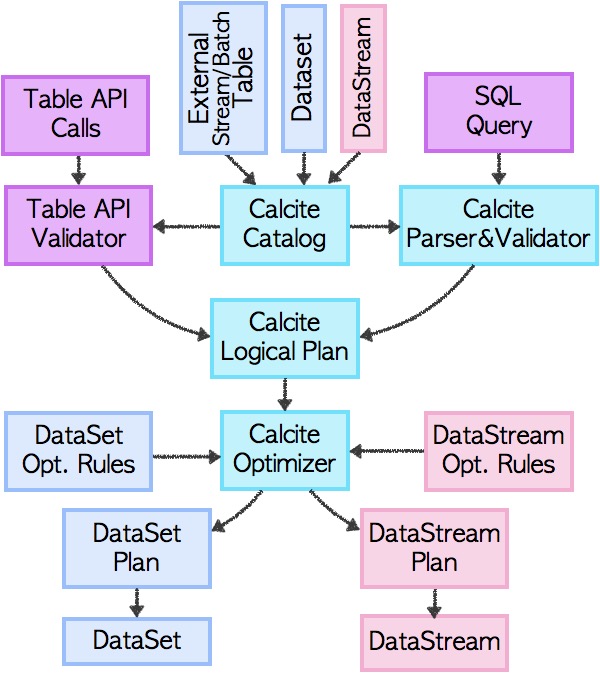 External
Stream/Batch
Table
Dataset
DataStream
Table API
Calls
SQL
Query
Table API
Validator
Calcite
Catalog
Calcite
Parser&Validator
Calcite
Logical Plan
DataSet
Opt. Rules
Calcite
Optimizer
DataStream
Opt. Rules
DataSet
Plan
DataStream
Plan
DataSet
DataStream